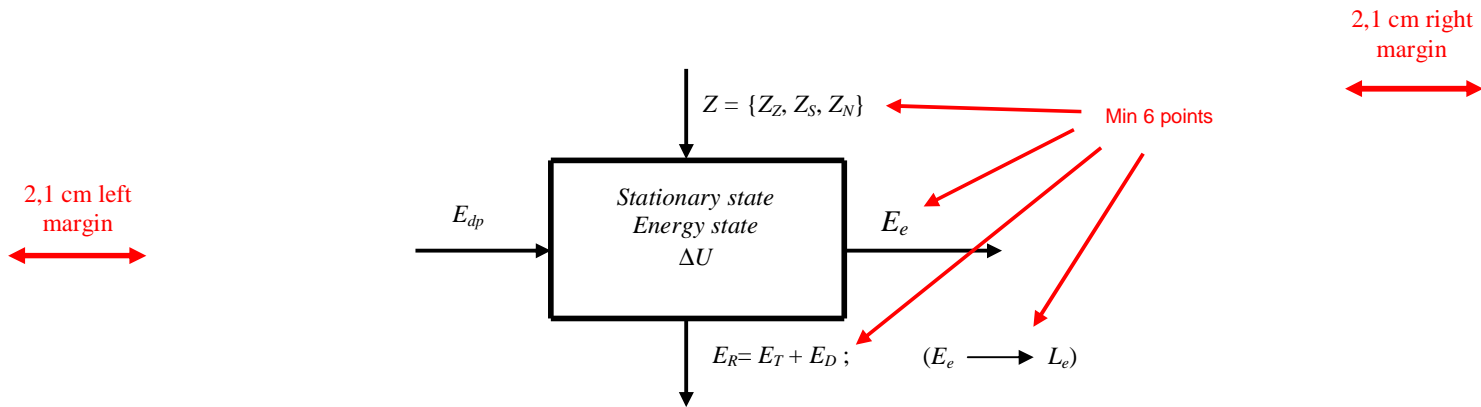 2,1 cm right
margin
Z = {Z_Z, Z_S, Z_N}
Min 6 points
2,1 cm left
margin
E_dp
Stationary state
Energy state
ΔU
E_e
E_R= E_T + E_D ;
(E_e ⟶ L_e)